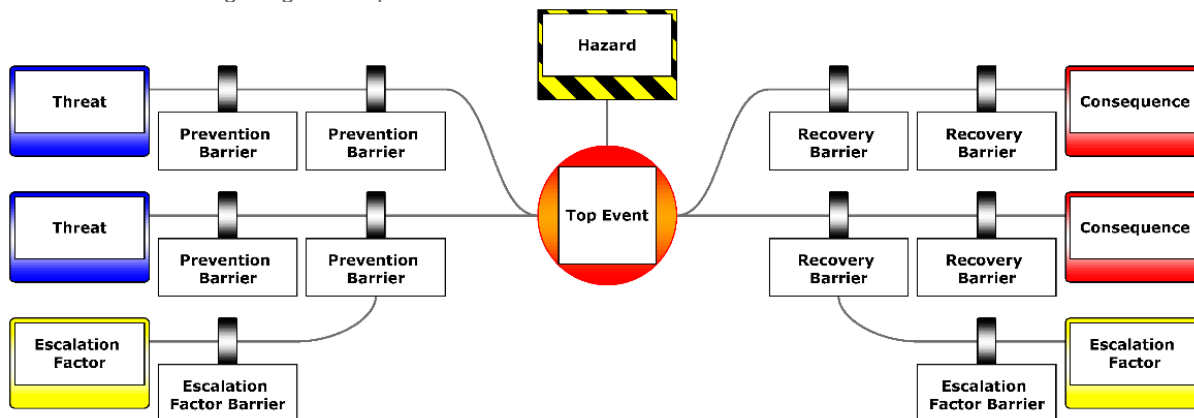 Hazard
Threat
Prevention
Barrier
Prevention
Barrier
Recovery
Barrier
Recovery
Barrier
Consequence
Top Event
Threat
Prevention
Barrier
Prevention
Barrier
Recovery
Barrier
Recovery
Barrier
Consequence
Escalation
Factor
Escalation
Factor Barrier
Escalation
Factor Barrier
Escalation
Factor